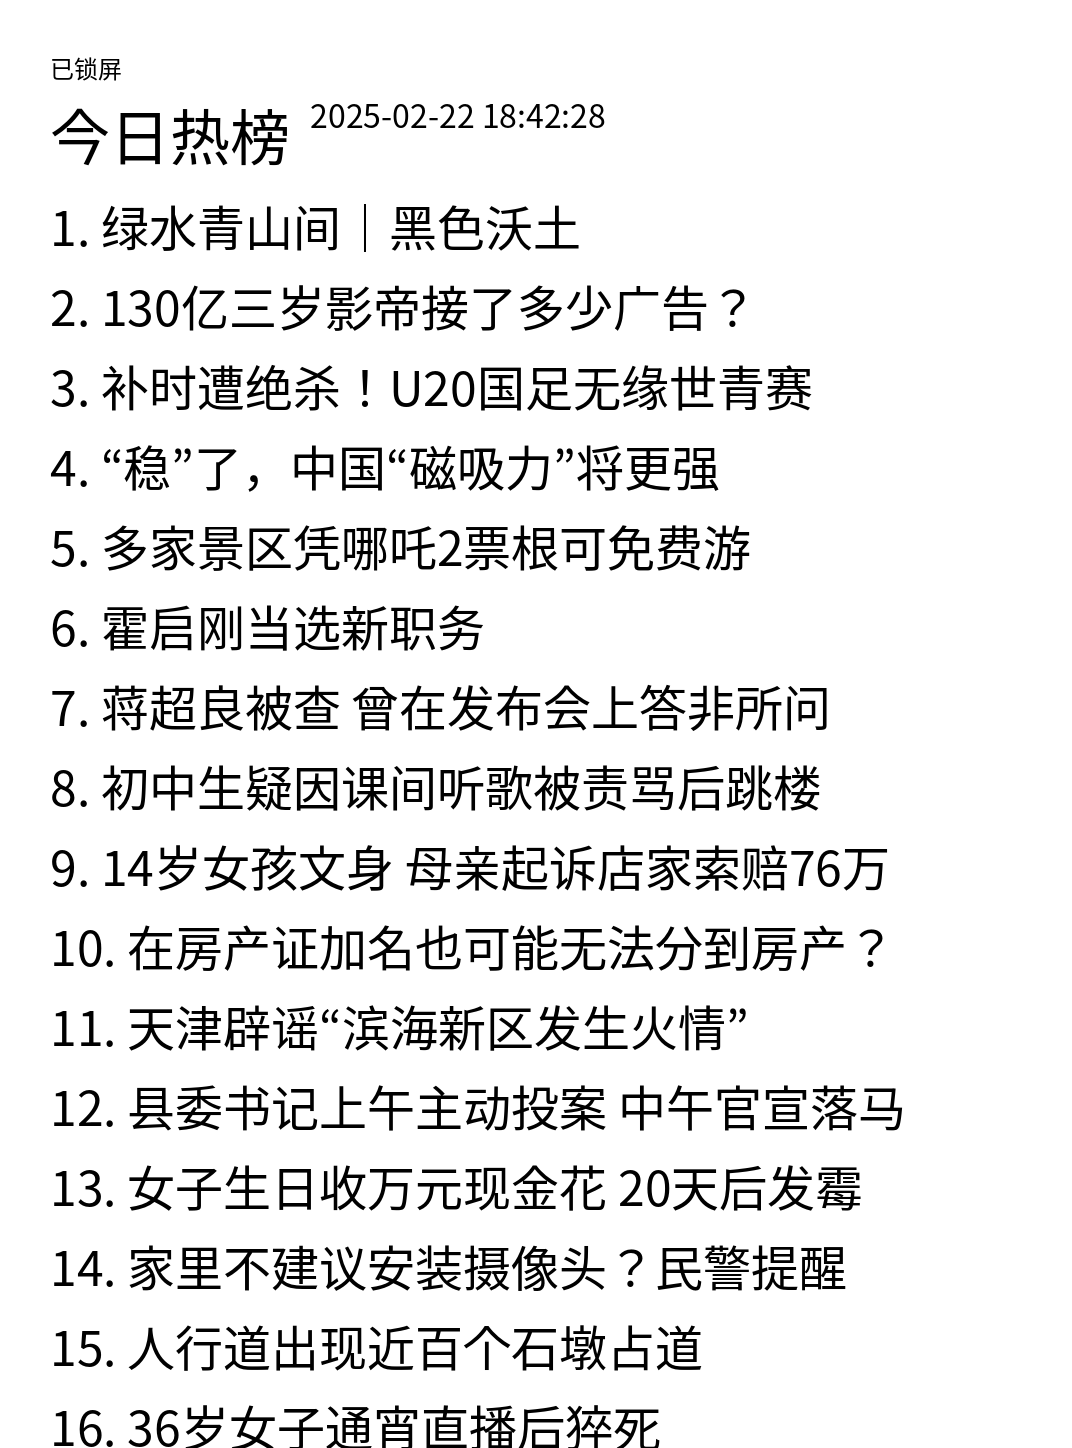 已锁屏
今日热榜 2025-02-22 18:42:28
1. 绿水青山间｜黑色沃土
2. 130亿三岁影帝接了多少广告？
3. 补时遭绝杀！U20国足无缘世青赛
4. “稳”了，中国“磁吸力”将更强
5. 多家景区凭哪吒2票根可免费游
6. 霍启刚当选新职务
7. 蒋超良被查 曾在发布会上答非所问
8. 初中生疑因课间听歌被责骂后跳楼
9. 14岁女孩文身 母亲起诉店家索赔76万
10. 在房产证加名也可能无法分到房产？
11. 天津辟谣“滨海新区发生火情”
12. 县委书记上午主动投案 中午官宣落马
13. 女子生日收万元现金花 20天后发霉
14. 家里不建议安装摄像头？民警提醒
15. 人行道出现近百个石墩占道
16. 36岁女子通宵直播后猝死